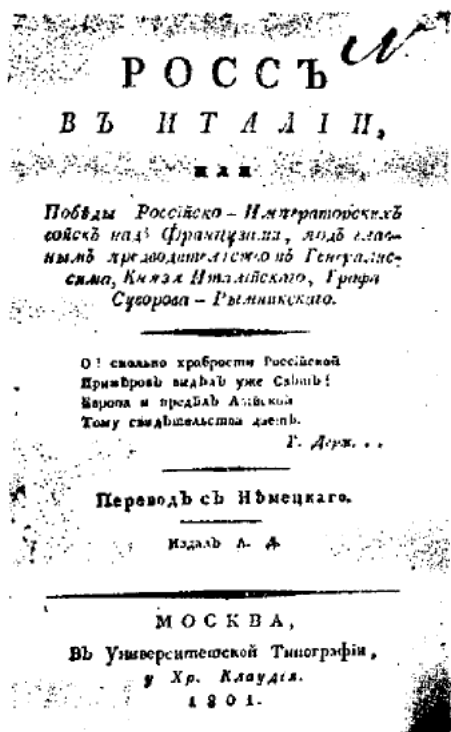 РОССЪ
ВЪ ИТАЛІИ,
или
Побѣды Россійско-Императорскихъ
войскъ надъ Французами, подъ глав-
нымъ предводительствомъ Генералис-
сима, Князя Италійскаго, Графа
Суворова-Рымникскаго.
О! сколько храбрости Россійской
Примѣровъ видѣлъ уже Свѣтъ!
Европа и предѣлъ Азійской
Тому свидѣтельства даетъ.
Г. Держ. . .
Переводъ съ Нѣмецкаго.
Издалъ А. Ф.
МОСКВА,
Въ Университетской Типографіи,
у Хр. Клаудія.
1801.